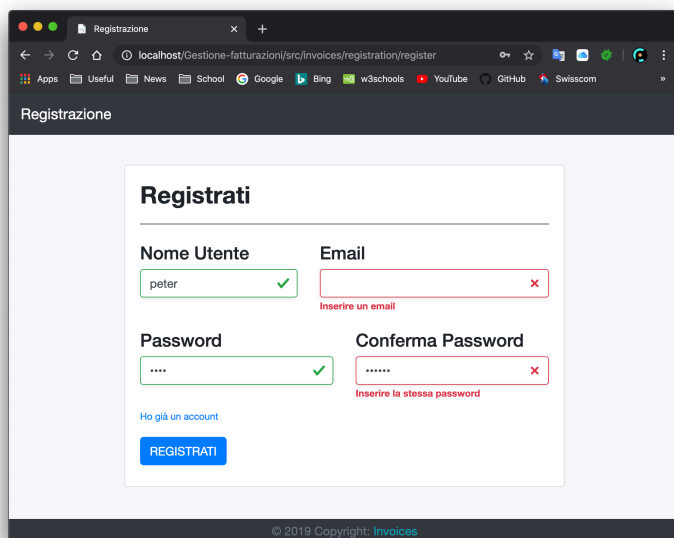 Registrazione
localhost/Gestione-fatturazioni/src/invoices/registration/register
Apps Useful News School Google Bing w3schools YouTube GitHub Swisscom »
Registrazione
Registrati
Nome Utente Email
peter
Inserire un email
Password Conferma Password
•••• ••••••
Inserire la stessa password
Ho già un account
REGISTRATI
© 2019 Copyright: Invoices